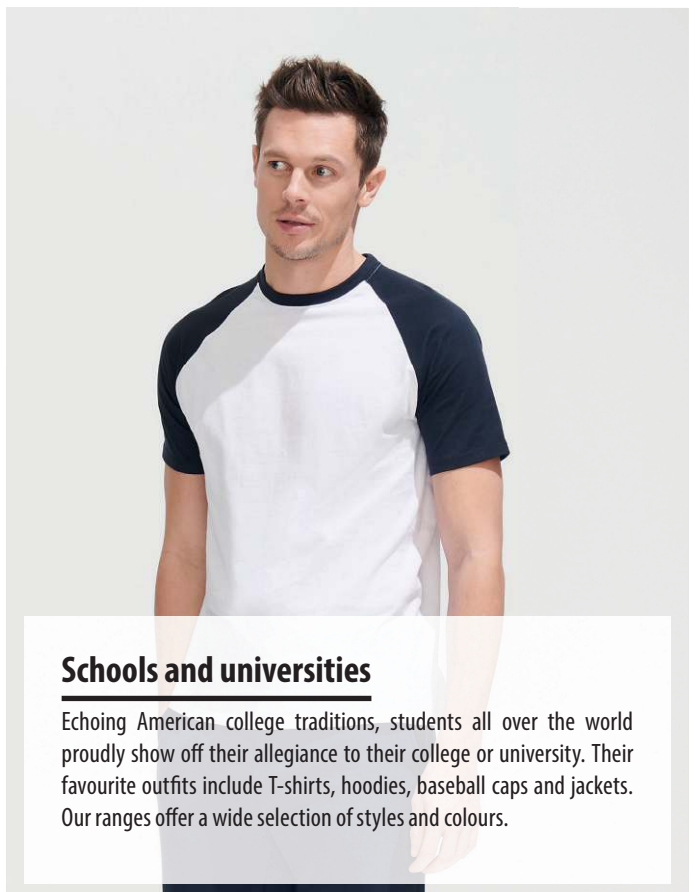 Schools and universities
Echoing American college traditions, students all over the world
proudly show off their allegiance to their college or university. Their
favourite outfits include T-shirts, hoodies, baseball caps and jackets.
Our ranges offer a wide selection of styles and colours.